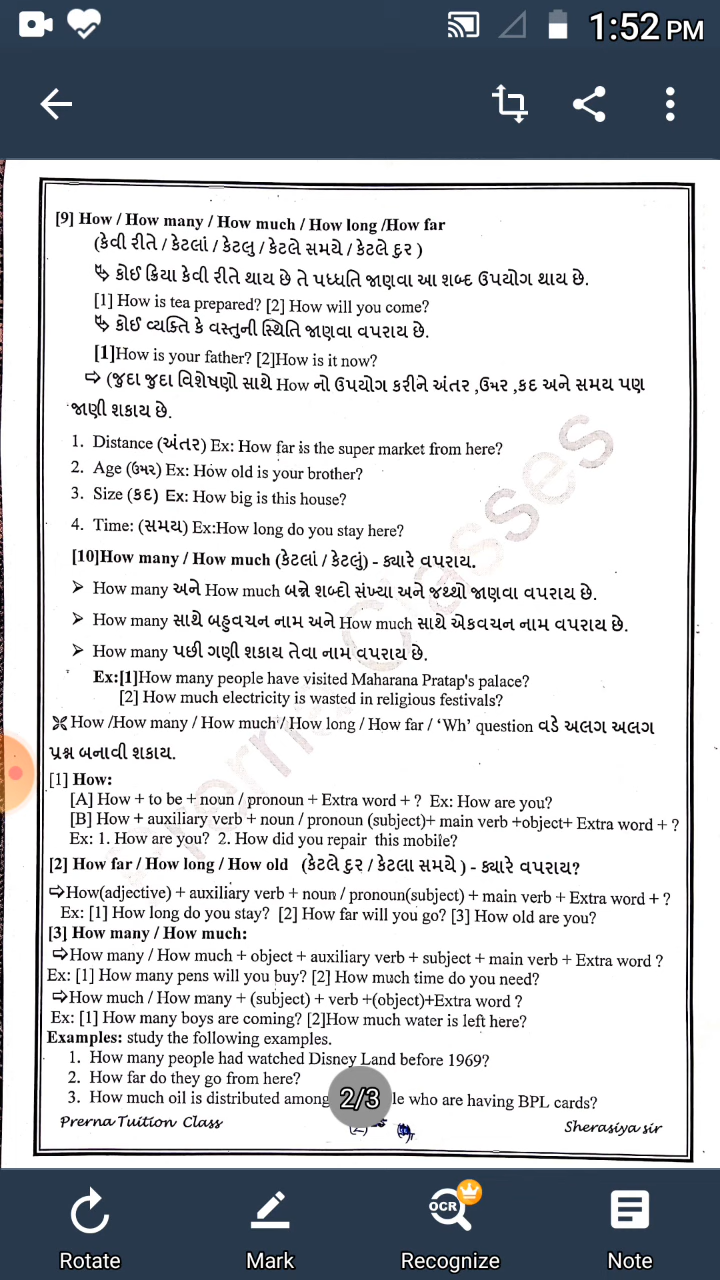 1:52 PM
[9] How / How many / How much / How long /How far
(કેવી રીતે / કેટલાં / કેટલુ / કેટલે સમયે / કેટલે દુર )
↳ કોઈ ક્રિયા કેવી રીતે થાય છે તે પધ્ધતિ જાણવા આ શબ્દ ઉપયોગ થાય છે.
[1] How is tea prepared? [2] How will you come?
↳ કોઈ વ્યક્તિ કે વસ્તુની સ્થિતિ જાણવા વપરાય છે.
[1]How is your father? [2]How is it now?
⇨ (જુદા જુદા વિશેષણો સાથે How નો ઉપયોગ કરીને અંતર ,ઉંમર ,કદ અને સમય પણ
જાણી શકાય છે.
1. Distance (અંતર) Ex: How far is the super market from here?
2. Age (ઉંમર) Ex: How old is your brother?
3. Size (કદ) Ex: How big is this house?
4. Time: (સમય) Ex:How long do you stay here?
[10]How many / How much (કેટલાં / કેટલું) - ક્યારે વપરાય.
➢ How many અને How much બન્ને શબ્દો સંખ્યા અને જથ્થો જાણવા વપરાય છે.
➢ How many સાથે બહુવચન નામ અને How much સાથે એકવચન નામ વપરાય છે.
➢ How many પછી ગણી શકાય તેવા નામ વપરાય છે.
Ex:[1]How many people have visited Maharana Pratap's palace?
[2] How much electricity is wasted in religious festivals?
How /How many / How much / How long / How far / ‘Wh’ question વડે અલગ અલગ
પ્રશ્ન બનાવી શકાય.
[1] How:
[A] How + to be + noun / pronoun + Extra word + ? Ex: How are you?
[B] How + auxiliary verb + noun / pronoun (subject)+ main verb +object+ Extra word + ?
Ex: 1. How are you? 2. How did you repair this mobile?
[2] How far / How long / How old (કેટલે દુર / કેટલા સમયે ) - ક્યારે વપરાય?
⇨How(adjective) + auxiliary verb + noun / pronoun(subject) + main verb + Extra word + ?
Ex: [1] How long do you stay? [2] How far will you go? [3] How old are you?
[3] How many / How much:
⇨How many / How much + object + auxiliary verb + subject + main verb + Extra word ?
Ex: [1] How many pens will you buy? [2] How much time do you need?
⇨How much / How many + (subject) + verb +(object)+Extra word ?
Ex: [1] How many boys are coming? [2]How much water is left here?
Examples: study the following examples.
1. How many people had watched Disney Land before 1969?
2. How far do they go from here?
3. How much oil is distributed among le who are having BPL cards?
2/3
Prerna Tuition Class Sherasiya sir
Prerna Classes
Rotate Mark OCR Recognize Note